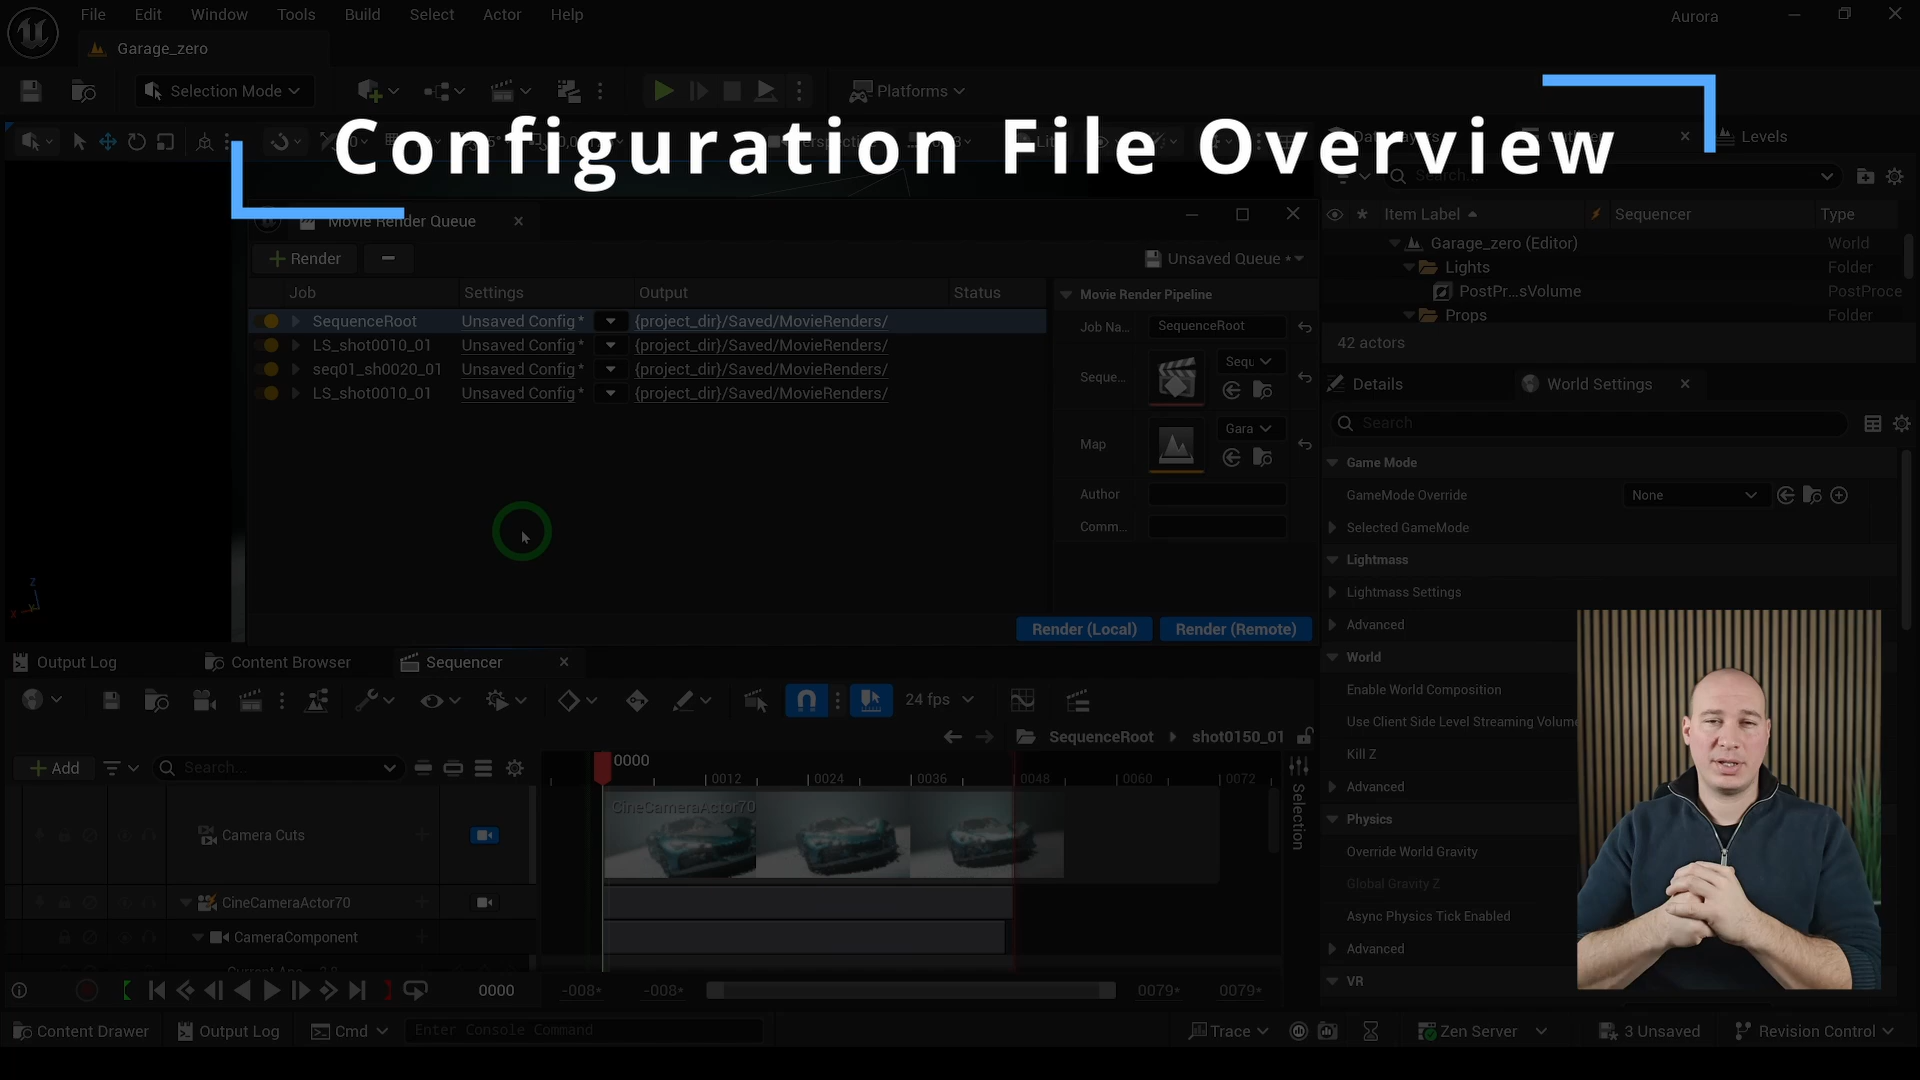 File Edit Window Tools Build Select Actor Help
Aurora
Garage_zero
Selection Mode
Platforms
Configuration File Overview
Levels
Search...
Movie Render Queue
Item Label Sequencer Type
Render
Unsaved Queue *
Garage_zero (Editor) World
Lights Folder
PostPr...sVolume PostProce
Props Folder
42 actors
Job Settings Output Status
SequenceRoot Unsaved Config * {project_dir}/Saved/MovieRenders/
LS_shot0010_01 Unsaved Config * {project_dir}/Saved/MovieRenders/
seq01_sh0020_01 Unsaved Config * {project_dir}/Saved/MovieRenders/
LS_shot0010_01 Unsaved Config * {project_dir}/Saved/MovieRenders/
Movie Render Pipeline
Job Na... SequenceRoot
Seque... Sequ
Map Gara
Author
Comm...
Render (Local) Render (Remote)
Details World Settings
Search
Game Mode
GameMode Override None
Selected GameMode
Lightmass
Lightmass Settings
Advanced
World
Enable World Composition
Use Client Side Level Streaming Volume
Kill Z
Advanced
Physics
Override World Gravity
Global Gravity Z
Async Physics Tick Enabled
Advanced
VR
Output Log Content Browser Sequencer
24 fps
SequenceRoot shot0150_01
Add Search...
0000
0012 0024 0036 0048 0060 0072
Selection
CineCameraActor70
Camera Cuts
CineCameraActor70
CameraComponent
0000 -008* -008* 0079* 0079*
Content Drawer Output Log Cmd Enter Console Command
Trace Zen Server 3 Unsaved Revision Control